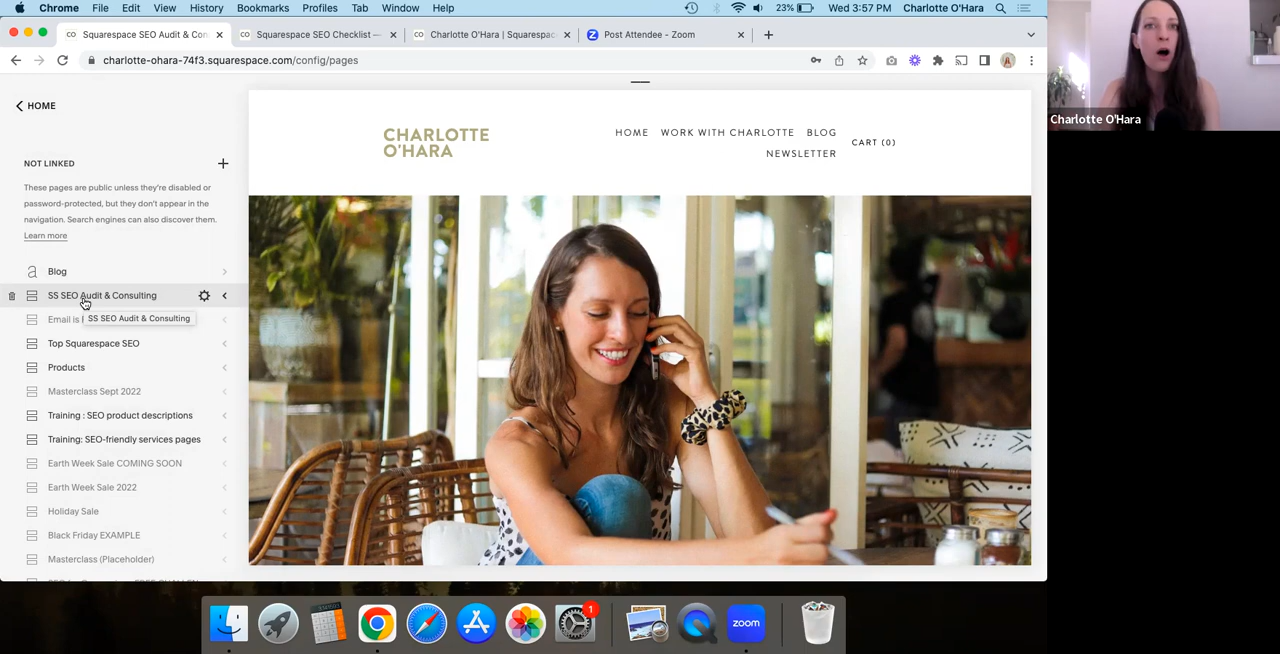 Chrome File Edit View History Bookmarks Profiles Tab Window Help 23% Wed 3:57 PM Charlotte O'Hara
Squarespace SEO Audit & Con Squarespace SEO Checklist — Charlotte O'Hara | Squarespac Post Attendee - Zoom
charlotte-ohara-74f3.squarespace.com/config/pages
HOME
NOT LINKED
These pages are public unless they're disabled or
password-protected, but they don't appear in the
navigation. Search engines can also discover them.
Learn more
Blog
SS SEO Audit & Consulting
SS SEO Audit & Consulting
Email is
Top Squarespace SEO
Products
Masterclass Sept 2022
Training : SEO product descriptions
Training: SEO-friendly services pages
Earth Week Sale COMING SOON
Earth Week Sale 2022
Holiday Sale
Black Friday EXAMPLE
Masterclass (Placeholder)
CHARLOTTE
O'HARA
HOME WORK WITH CHARLOTTE BLOG
NEWSLETTER
CART (0)
Charlotte O'Hara
1
zoom